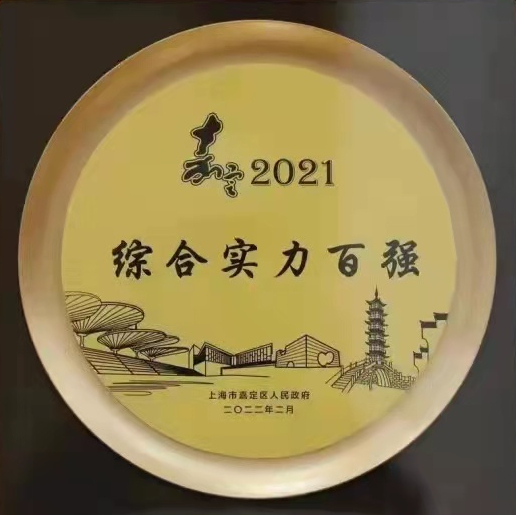 嘉定2021
综合实力百强
上海市嘉定区人民政府
二〇二二年二月